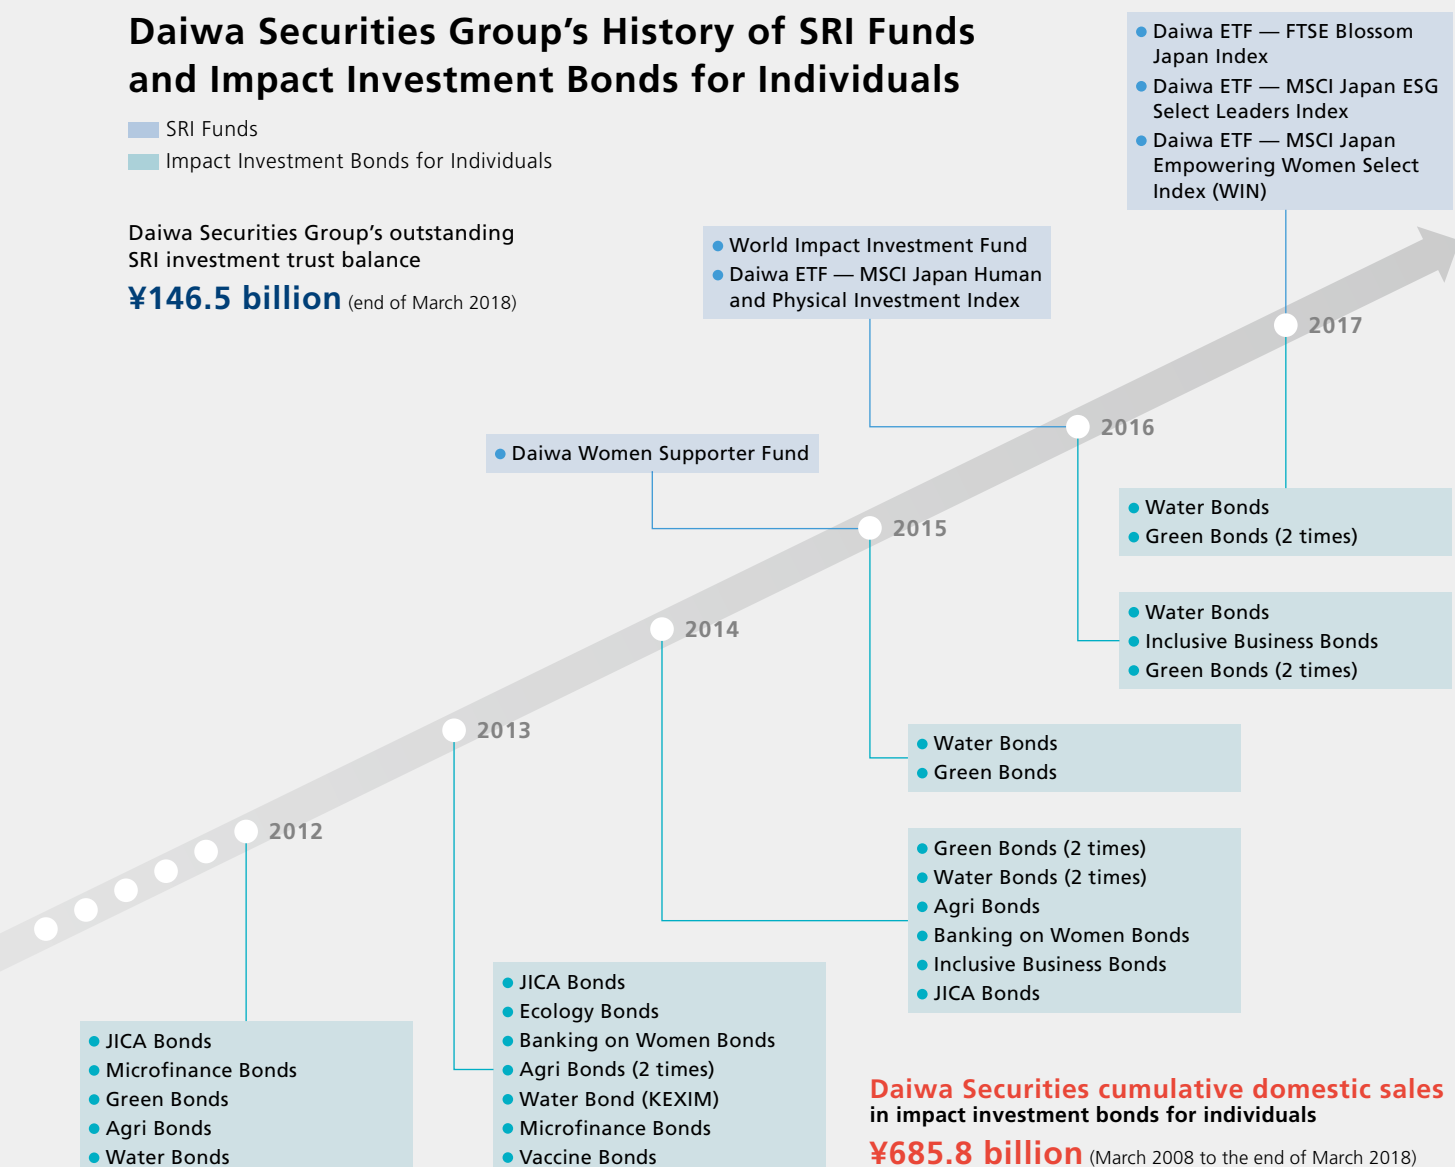 Daiwa Securities Group’s History of SRI Funds
and Impact Investment Bonds for Individuals
SRI Funds
Impact Investment Bonds for Individuals
Daiwa Securities Group’s outstanding
SRI investment trust balance
¥146.5 billion (end of March 2018)
Daiwa ETF — FTSE Blossom
Japan Index
Daiwa ETF — MSCI Japan ESG
Select Leaders Index
Daiwa ETF — MSCI Japan
Empowering Women Select
Index (WIN)
World Impact Investment Fund
Daiwa ETF — MSCI Japan Human
and Physical Investment Index
2017
2016
Daiwa Women Supporter Fund
Water Bonds
Green Bonds (2 times)
2015
Water Bonds
Inclusive Business Bonds
Green Bonds (2 times)
2014
2013
Water Bonds
Green Bonds
2012
Green Bonds (2 times)
Water Bonds (2 times)
Agri Bonds
Banking on Women Bonds
Inclusive Business Bonds
JICA Bonds
JICA Bonds
Ecology Bonds
Banking on Women Bonds
Agri Bonds (2 times)
Water Bond (KEXIM)
Microfinance Bonds
Vaccine Bonds
JICA Bonds
Microfinance Bonds
Green Bonds
Agri Bonds
Water Bonds
Daiwa Securities cumulative domestic sales
in impact investment bonds for individuals
¥685.8 billion (March 2008 to the end of March 2018)